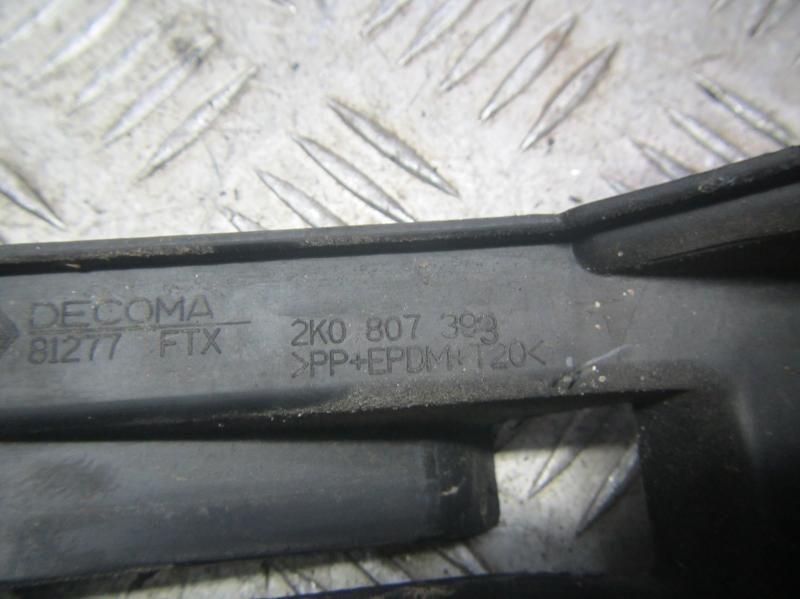 DECOMA
81277 FTX
2K0 807 393
>PP+EPDM+T20<